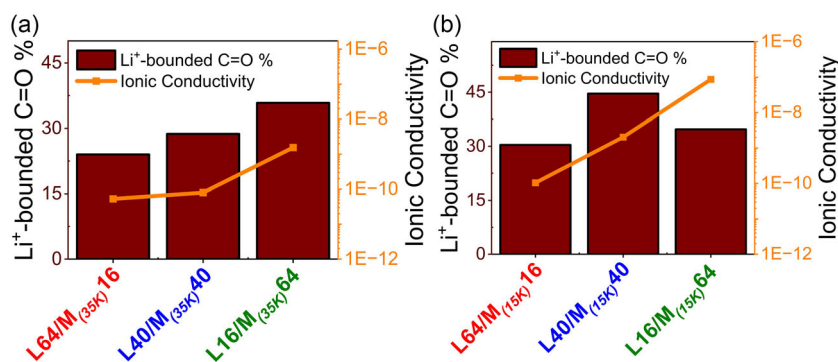 (a)
Li⁺-bounded C=O %
45
30
15
0
Li⁺-bounded C=O %
Ionic Conductivity
1E-6
1E-8
1E-10
1E-12
Ionic Conductivity
L64/M(35K)16
L40/M(35K)40
L16/M(35K)64
(b)
Li⁺-bounded C=O %
45
30
15
0
Li⁺-bounded C=O %
Ionic Conductivity
1E-6
1E-8
1E-10
1E-12
Ionic Conductivity
L64/M(15K)16
L40/M(15K)40
L16/M(15K)64